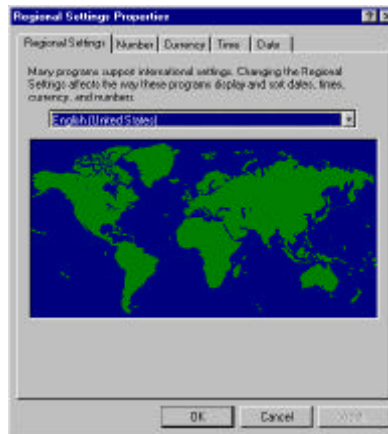 Regional Settings Properties
Regional Settings Number Currency Time Date
Many programs support international settings. Changing the Regional
Settings affects the way these programs display and sort dates, times,
currency, and numbers.
English (United States)
OK Cancel